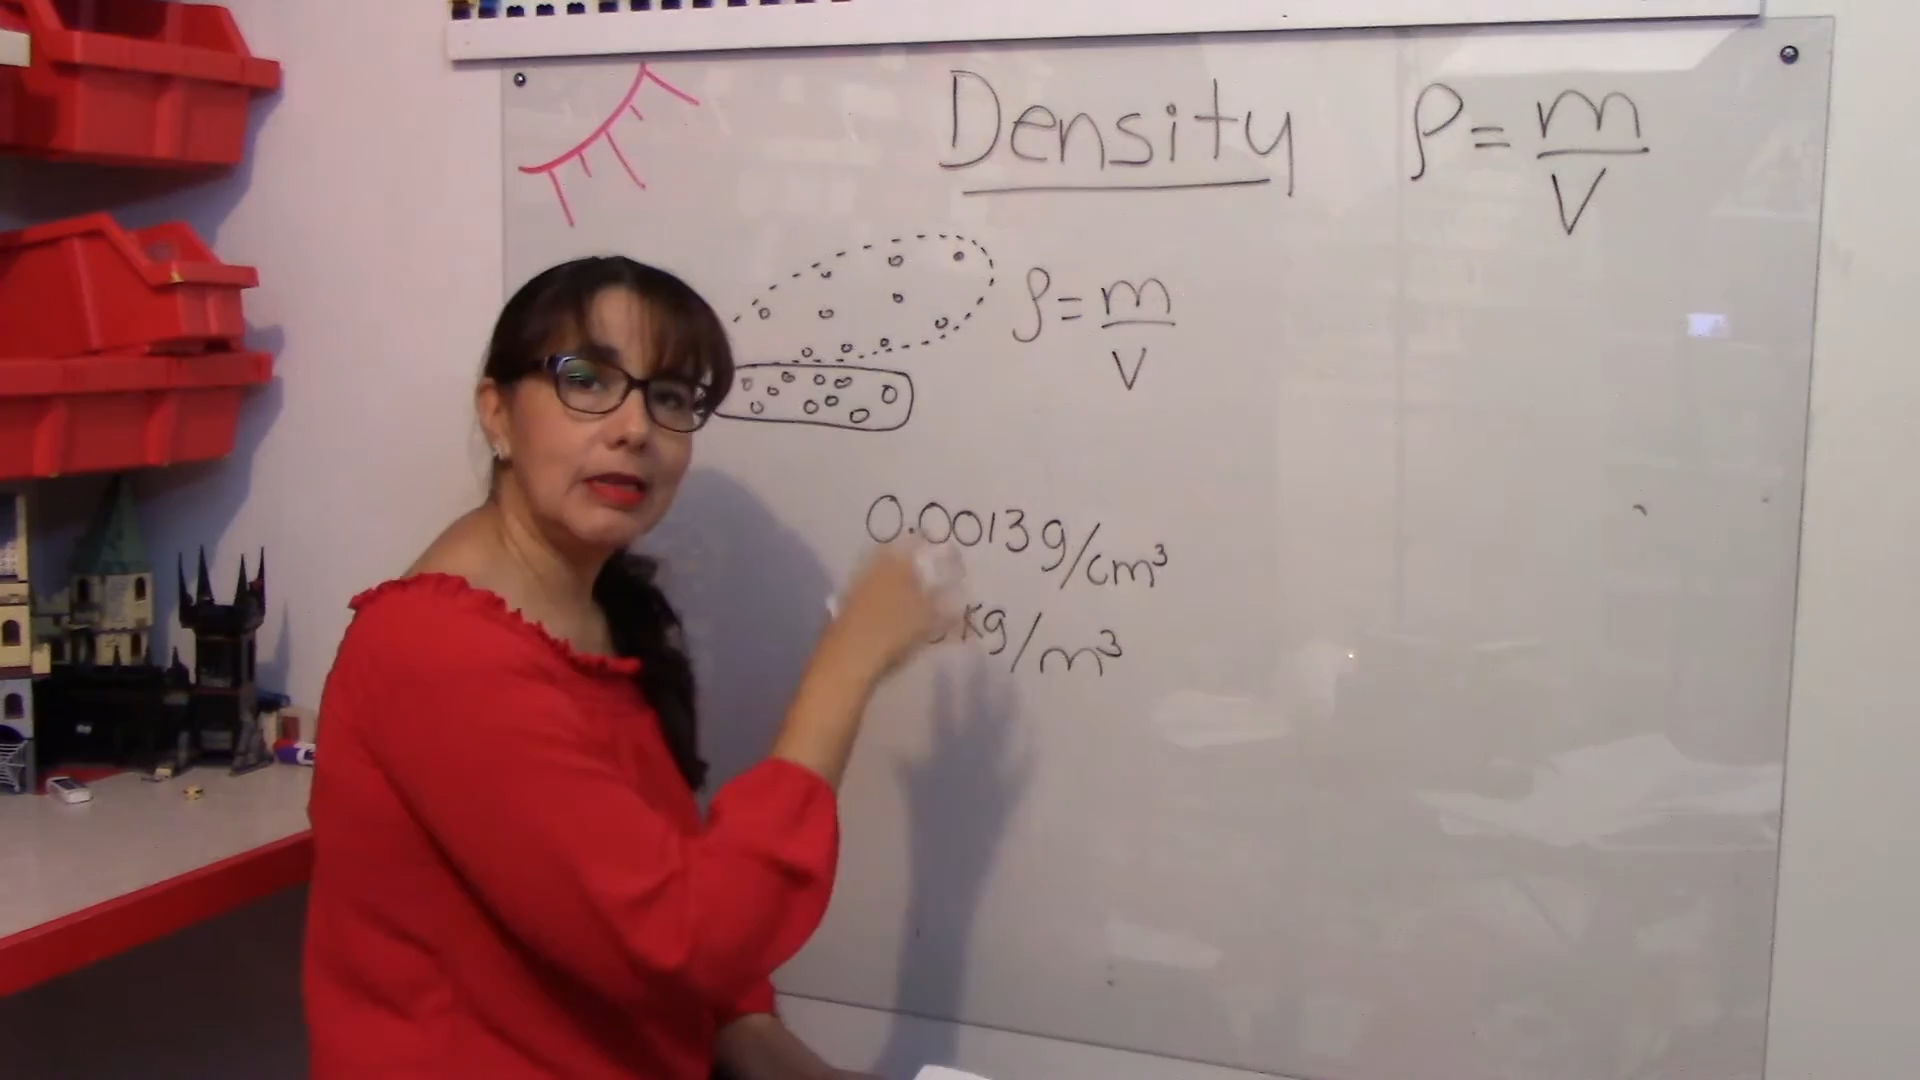 Density ρ = m/V
ρ = m/V
0.0013 g/cm³
kg/m³